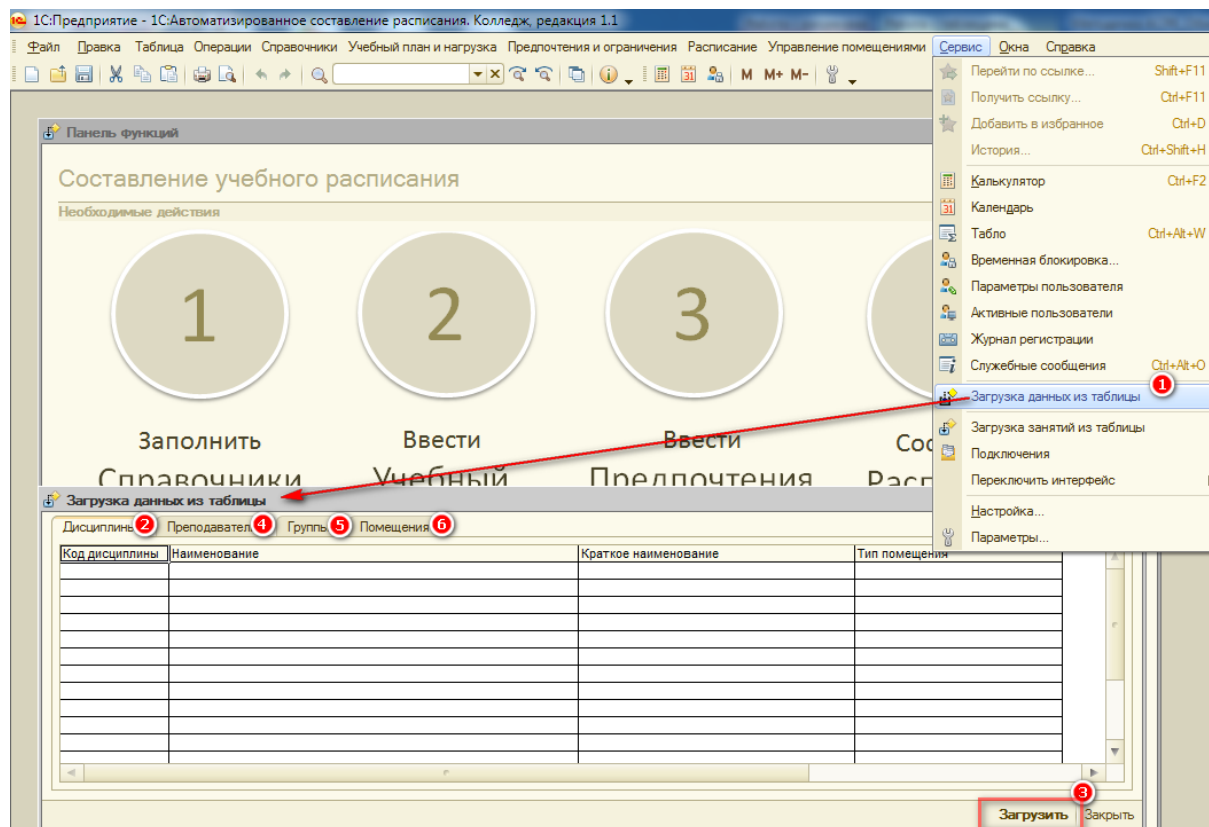 1С:Предприятие - 1С:Автоматизированное составление расписания. Колледж, редакция 1.1
Файл Правка Таблица Операции Справочники Учебный план и нагрузка Предпочтения и ограничения Расписание Управление помещениями Сервис Окна Справка
M M+ M-
Перейти по ссылке... Shift+F11
Получить ссылку... Ctrl+F11
Добавить в избранное Ctrl+D
История... Ctrl+Shift+H
Калькулятор Ctrl+F2
Календарь
Табло Ctrl+Alt+W
Временная блокировка...
Параметры пользователя
Активные пользователи
Журнал регистрации
Служебные сообщения Ctrl+Alt+O
Загрузка данных из таблицы 1
Загрузка занятий из таблицы
Подключения
Переключить интерфейс
Настройка...
Параметры...
Панель функций
Составление учебного расписания
Необходимые действия
1 2 3
Заполнить Ввести Ввести
Справочники Учебный Предпочтения
Загрузка данных из таблицы
Дисциплины 2 Преподаватели 4 Группы 5 Помещения 6
Код дисциплины Наименование Краткое наименование Тип помещения
3
Загрузить Закрыть